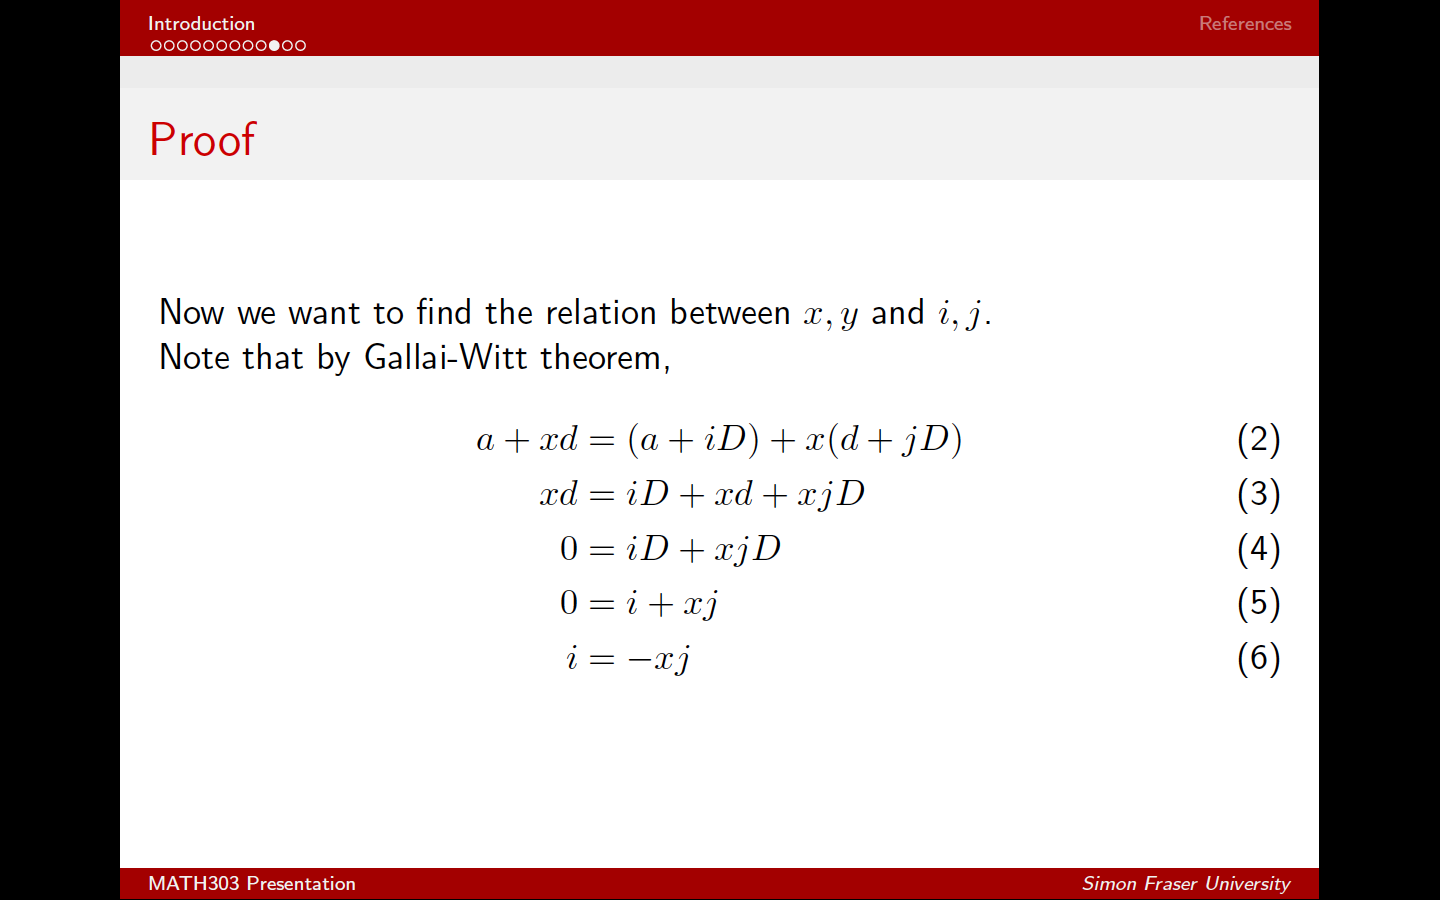 Introduction
References
Proof
Now we want to find the relation between x, y and i, j.
Note that by Gallai-Witt theorem,
a + xd = (a + iD) + x(d + jD) (2)
xd = iD + xd + xjD (3)
0 = iD + xjD (4)
0 = i + xj (5)
i = −xj (6)
MATH303 Presentation
Simon Fraser University